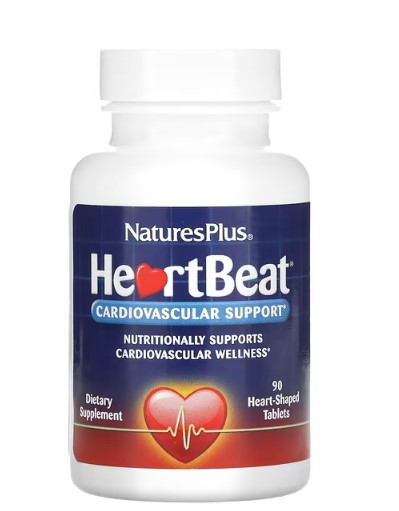 NaturesPlus®
HeartBeat®
CARDIOVASCULAR SUPPORT*
NUTRITIONALLY SUPPORTS
CARDIOVASCULAR WELLNESS*
Dietary
Supplement
90
Heart-Shaped
Tablets